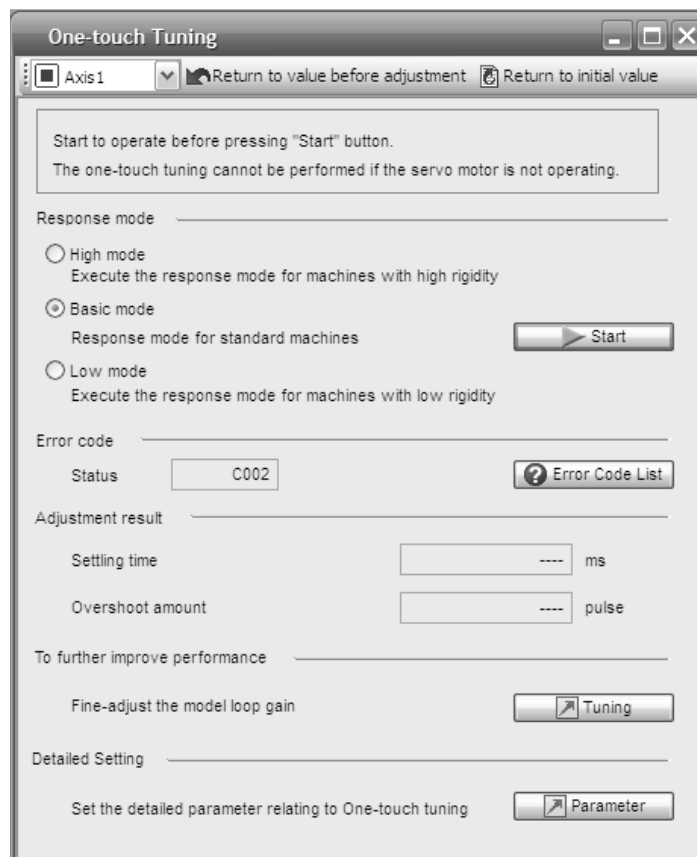 One-touch Tuning
Axis1 Return to value before adjustment Return to initial value
Start to operate before pressing "Start" button.
The one-touch tuning cannot be performed if the servo motor is not operating.
Response mode
High mode
Execute the response mode for machines with high rigidity
Basic mode
Response mode for standard machines Start
Low mode
Execute the response mode for machines with low rigidity
Error code
Status C002 ? Error Code List
Adjustment result
Settling time ---- ms
Overshoot amount ---- pulse
To further improve performance
Fine-adjust the model loop gain Tuning
Detailed Setting
Set the detailed parameter relating to One-touch tuning Parameter